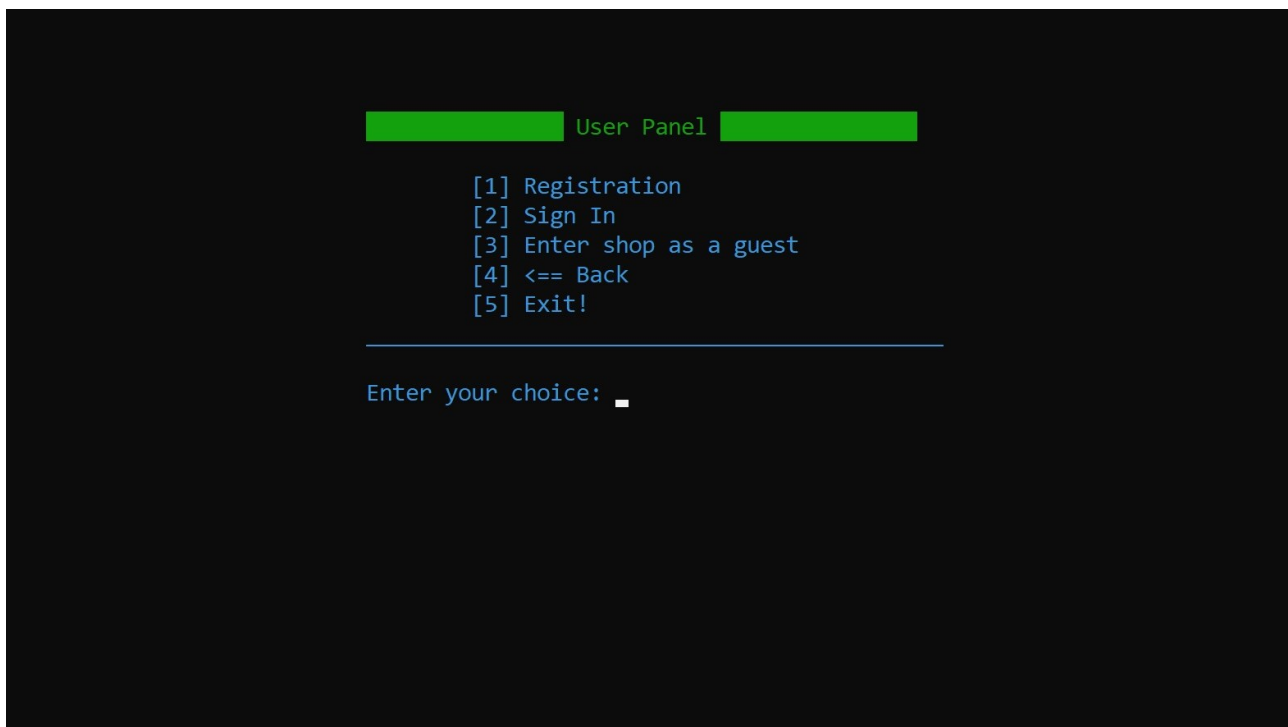 User Panel
[1] Registration
[2] Sign In
[3] Enter shop as a guest
[4] <== Back
[5] Exit!
Enter your choice: